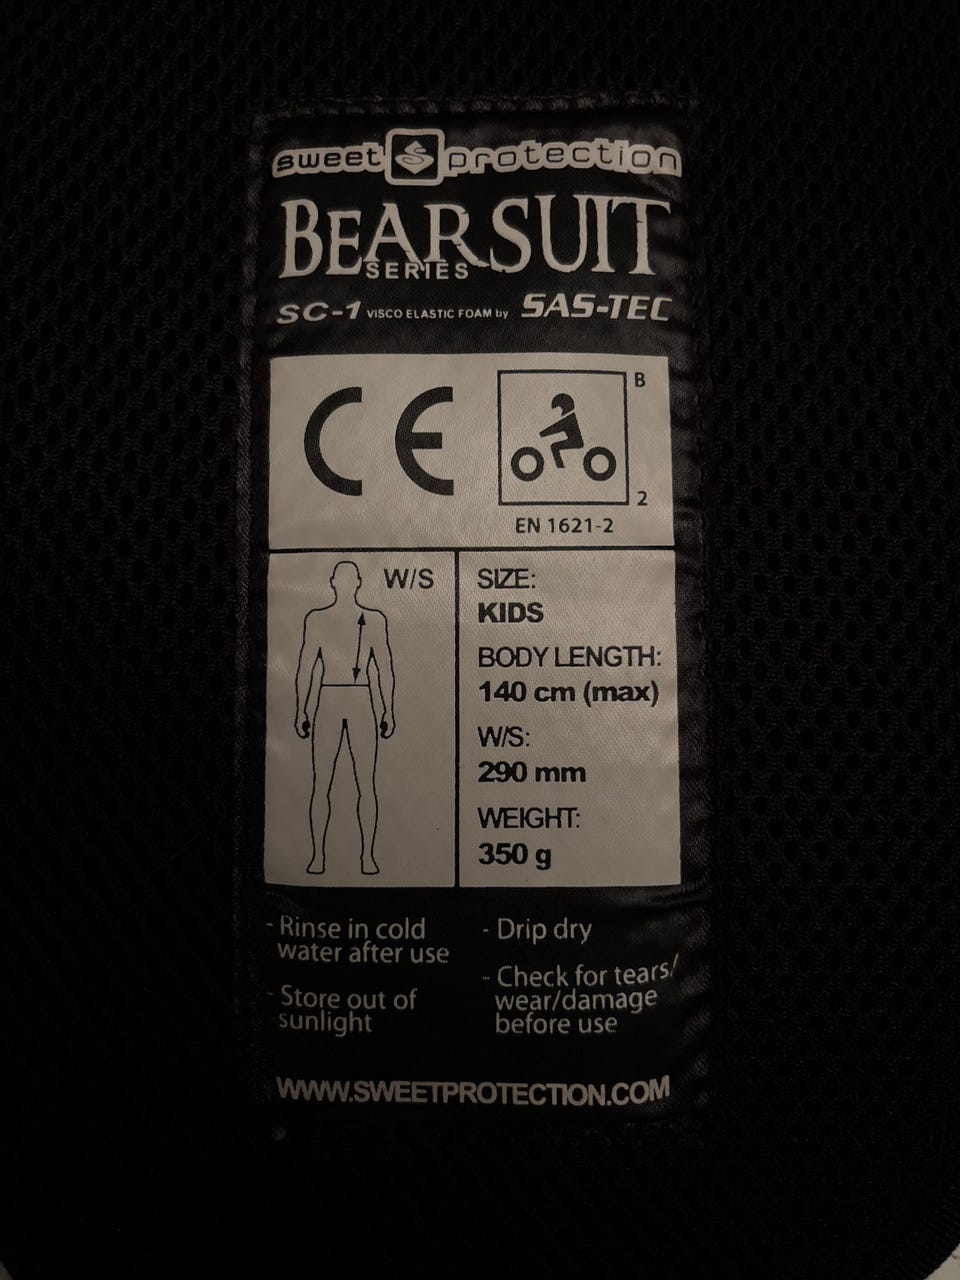 sweet protection
BEARSUIT
SERIES
SC-1 VISCO ELASTIC FOAM by SAS-TEC
CE
B
2
EN 1621-2
W/S
SIZE:
KIDS
BODY LENGTH:
140 cm (max)
W/S:
290 mm
WEIGHT:
350 g
- Rinse in cold
water after use
- Store out of
sunlight
- Drip dry
- Check for tears/
wear/damage
before use
WWW.SWEETPROTECTION.COM